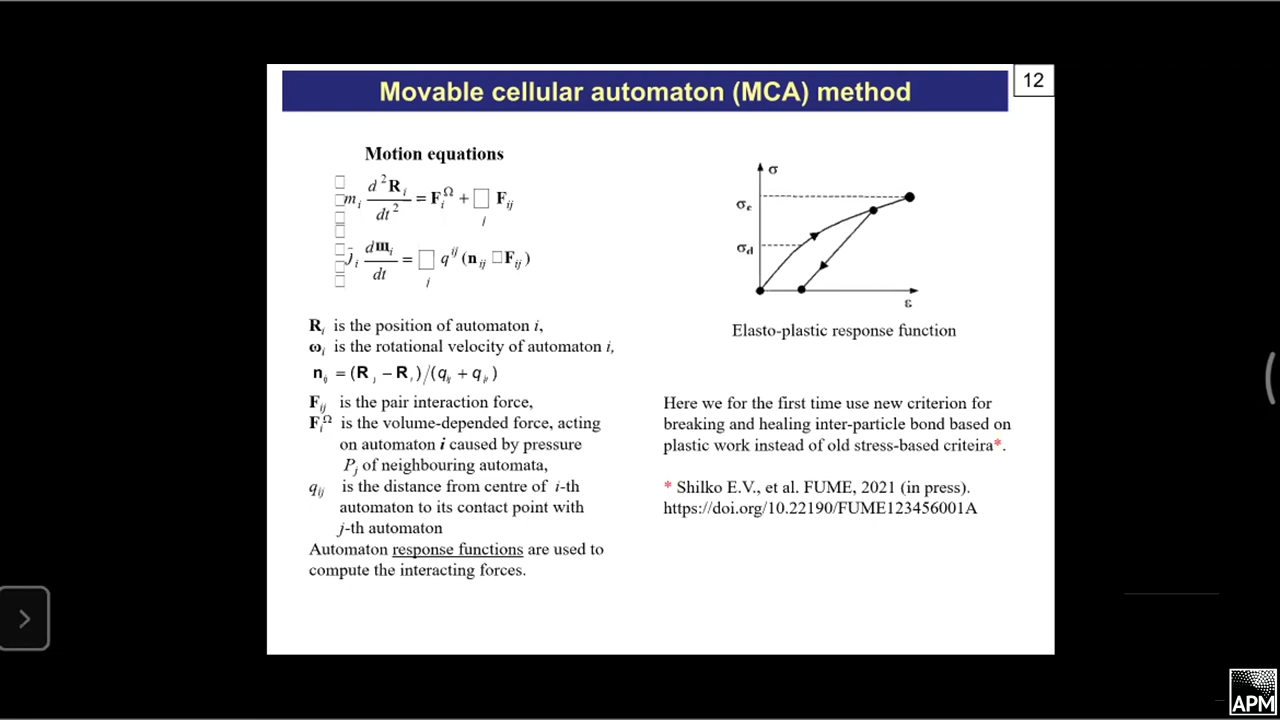 Movable cellular automaton (MCA) method
12
Motion equations
□ m_i d²R_i/dt² = F_i^Ω + □_j F_ij
□ J_i dm_i/dt = □_j q^ij (n_ij □ F_ij)
R_i is the position of automaton i,
ω_i is the rotational velocity of automaton i,
n_ij = (R_j − R_i)/(q_ij + q_ji)
F_ij is the pair interaction force,
F_i^Ω is the volume-depended force, acting
on automaton i caused by pressure
P_j of neighbouring automata,
q_ij is the distance from centre of i-th
automaton to its contact point with
j-th automaton
Automaton response functions are used to
compute the interacting forces.
σ
σ_c
σ_d
ε
Elasto-plastic response function
Here we for the first time use new criterion for
breaking and healing inter-particle bond based on
plastic work instead of old stress-based criteira*.
* Shilko E.V., et al. FUME, 2021 (in press).
https://doi.org/10.22190/FUME123456001A
APM